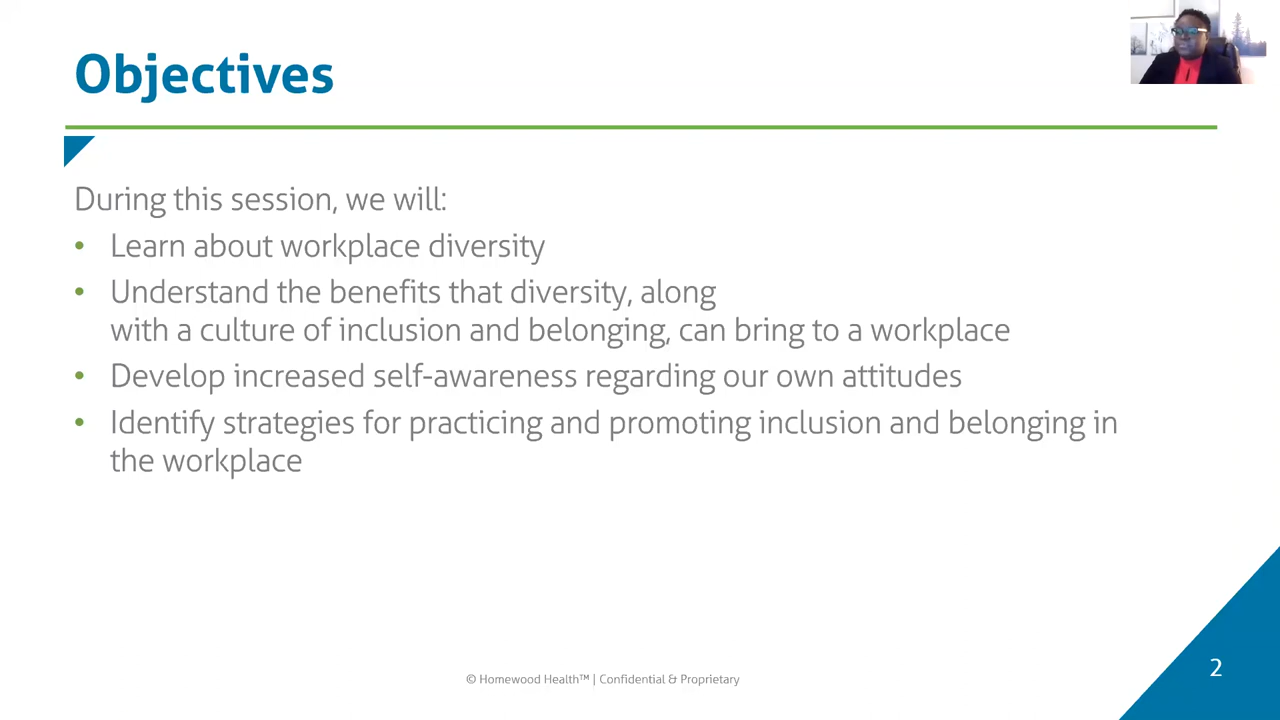 Objectives
During this session, we will:
• Learn about workplace diversity
• Understand the benefits that diversity, along
with a culture of inclusion and belonging, can bring to a workplace
• Develop increased self-awareness regarding our own attitudes
• Identify strategies for practicing and promoting inclusion and belonging in
the workplace
© Homewood Health™ | Confidential & Proprietary
2